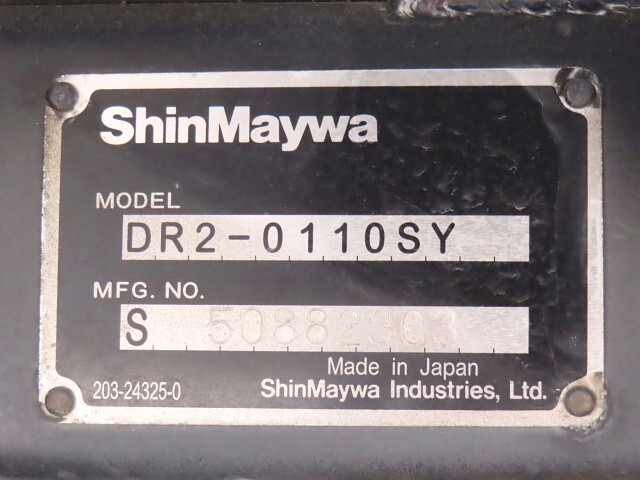 ShinMaywa
MODEL
DR2-0110SY
MFG. NO.
S
Made in Japan
203-24325-0 ShinMaywa Industries, Ltd.